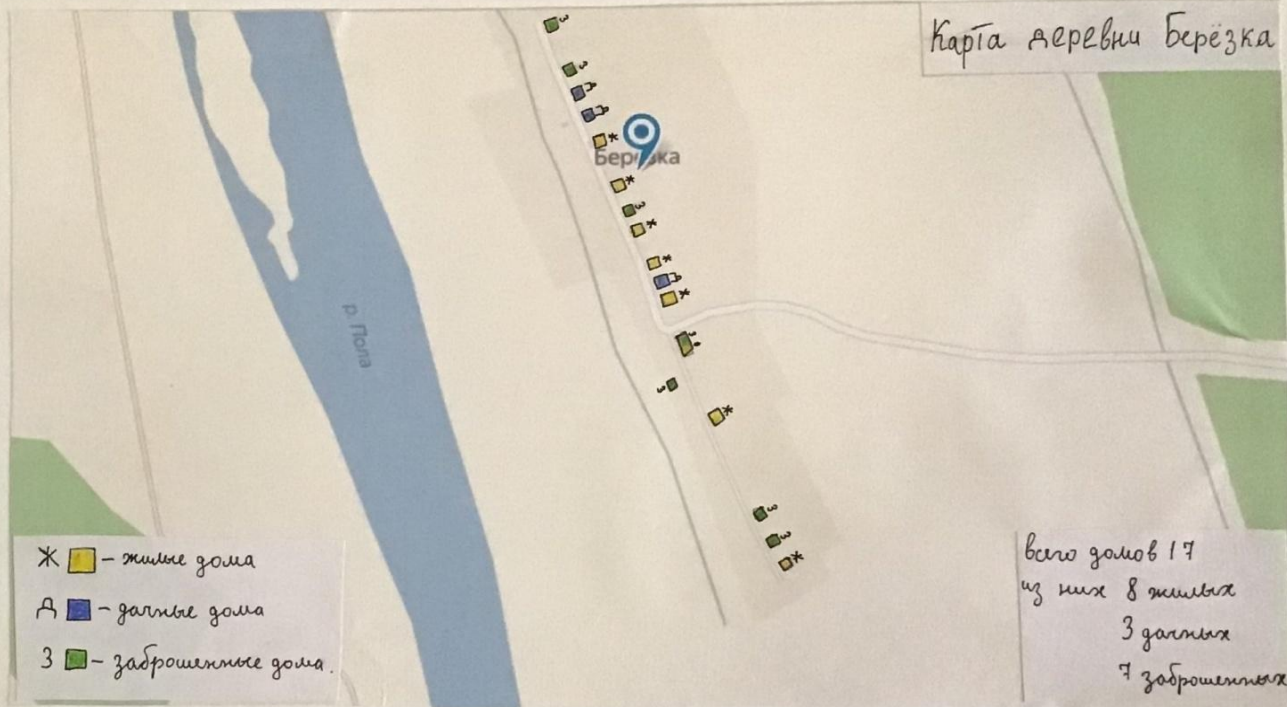 Карта деревни Берёзка
З
З
Д
Д
Ж
Берёзка
Ж
З
Ж
Ж
Д
Ж
р. Пола
З
З
Ж
З
З
Ж
Ж - жилые дома
Д - дачные дома
З - заброшенные дома.
всего домов 17
из них 8 жилых
3 дачных
7 заброшенных